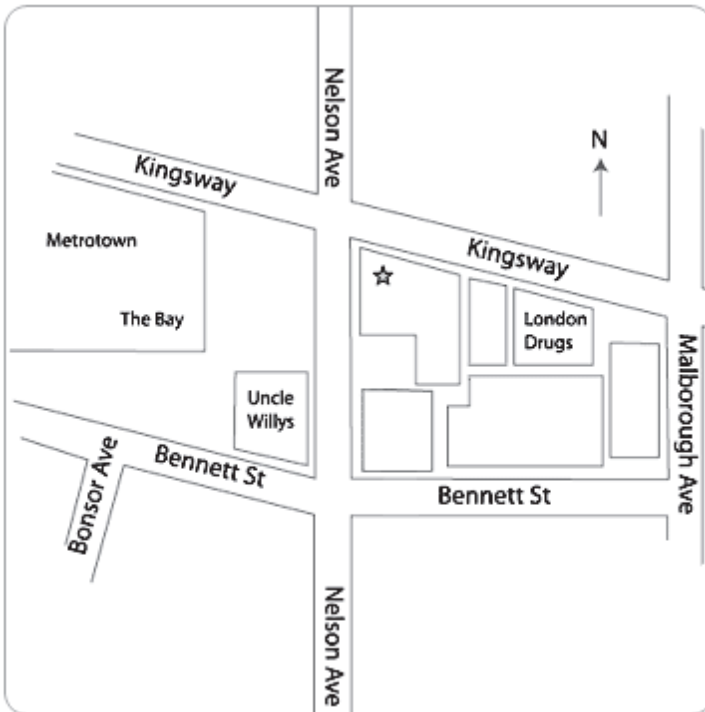 Nelson Ave
N
Kingsway
Kingsway
Metrotown
The Bay
London
Drugs
Malborough Ave
Uncle
Willys
Bennett St
Bonsor Ave
Bennett St
Nelson Ave